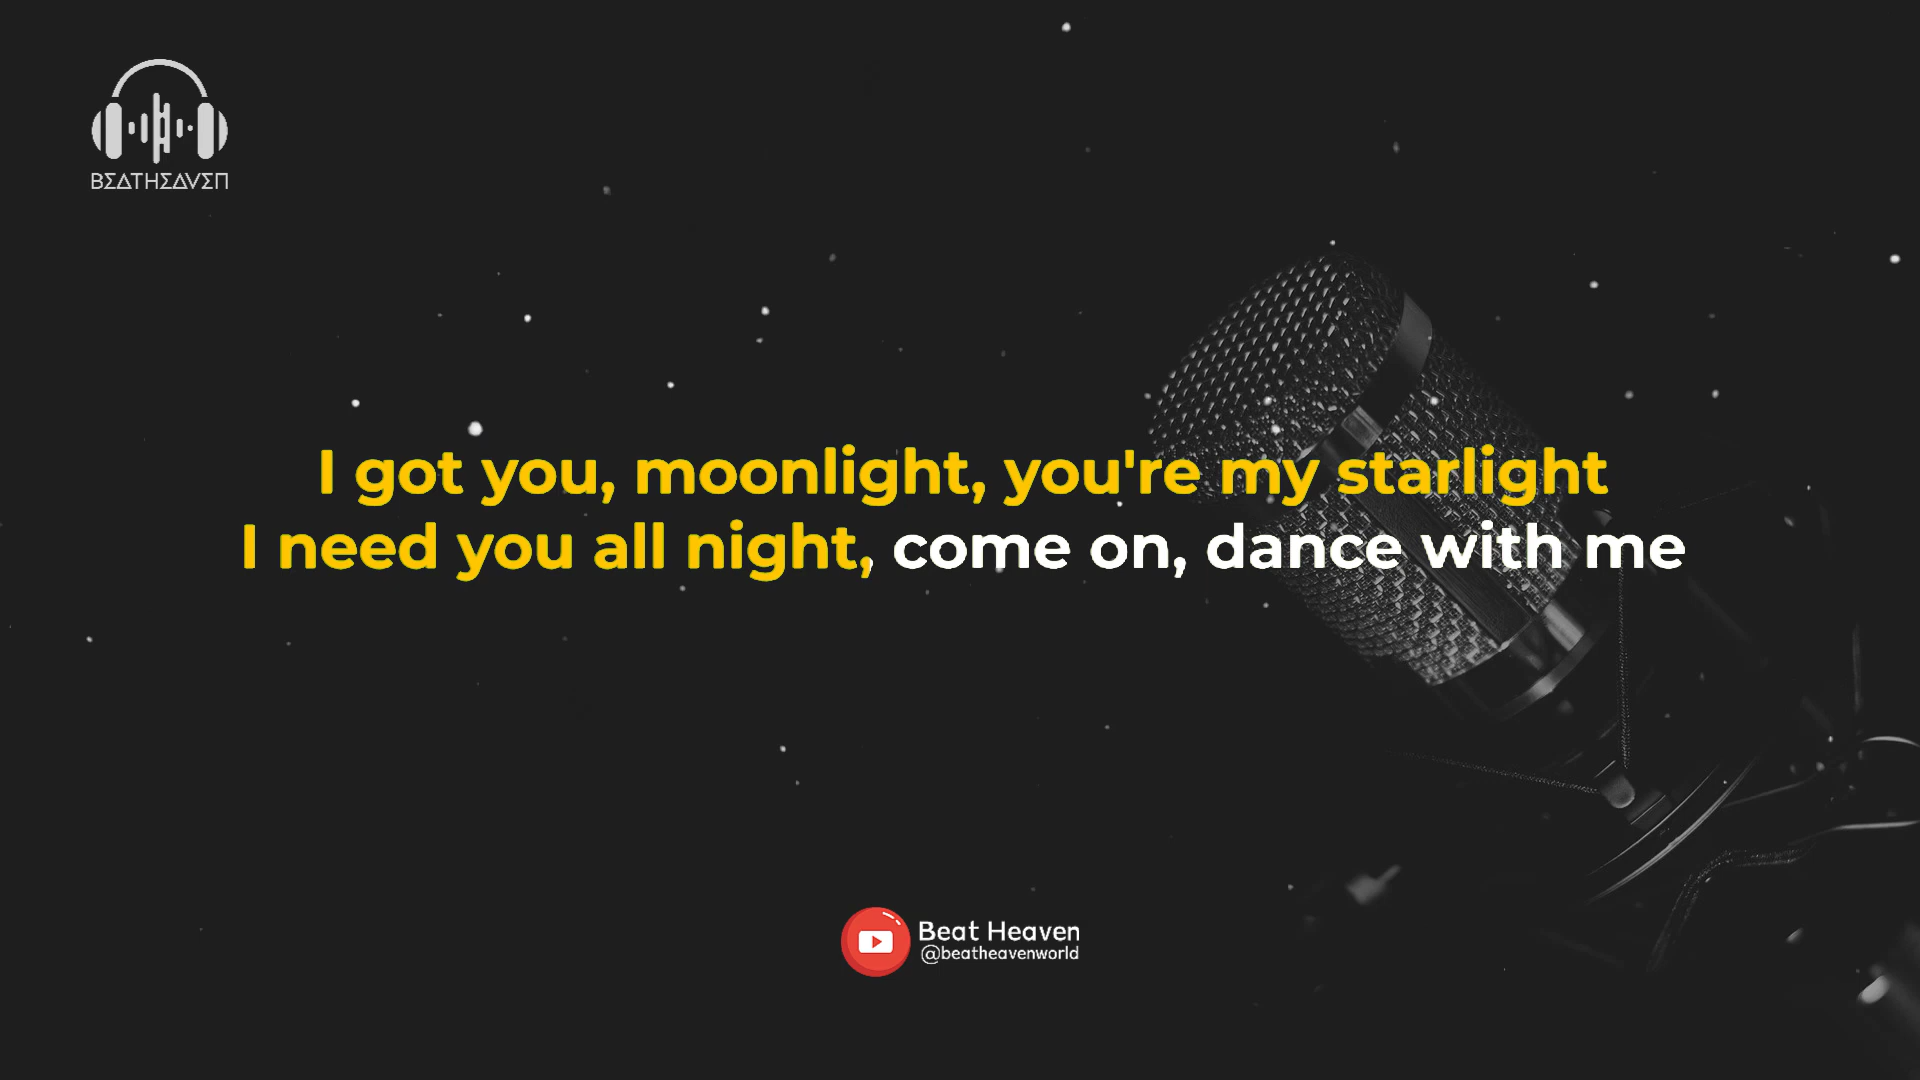 BΣΔTHΣΔVΣΠ
I got you, moonlight, you're my starlight
I need you all night, come on, dance with me
Beat Heaven
@beatheavenworld